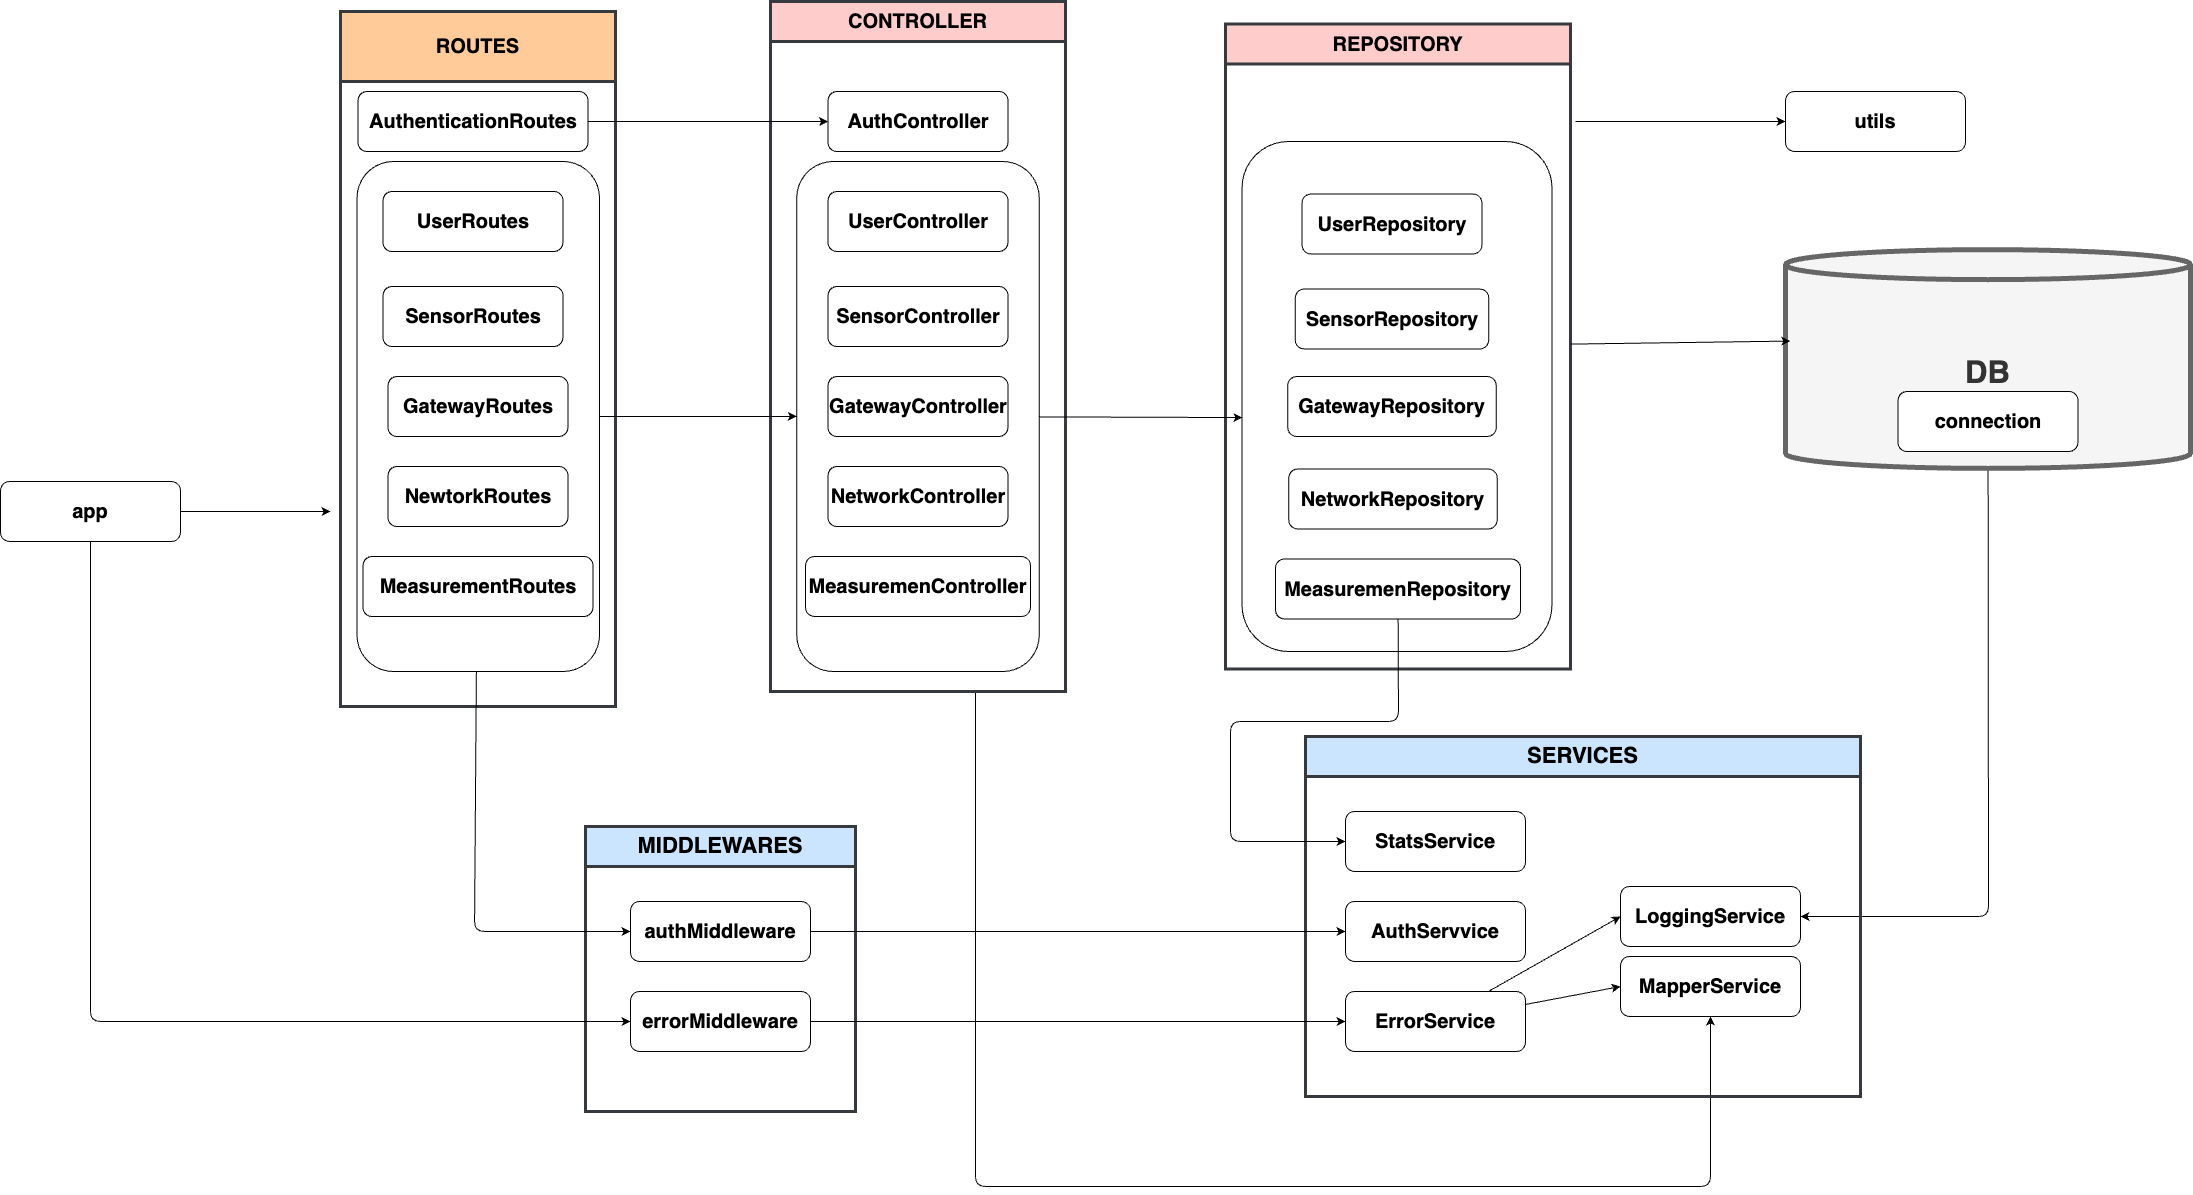 ROUTES
AuthenticationRoutes
UserRoutes
SensorRoutes
GatewayRoutes
NewtorkRoutes
MeasurementRoutes
CONTROLLER
AuthController
UserController
SensorController
GatewayController
NetworkController
MeasuremenController
REPOSITORY
UserRepository
SensorRepository
GatewayRepository
NetworkRepository
MeasuremenRepository
utils
DB
connection
app
MIDDLEWARES
authMiddleware
errorMiddleware
SERVICES
StatsService
AuthServvice
ErrorService
LoggingService
MapperService